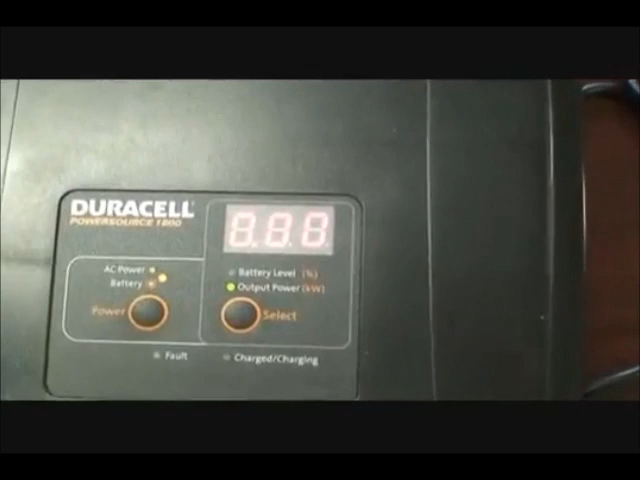 DURACELL
POWERSOURCE 1800
8.8.8
AC Power
Battery
Power
Battery Level (%)
Output Power (kW)
Select
Fault
Charged/Charging